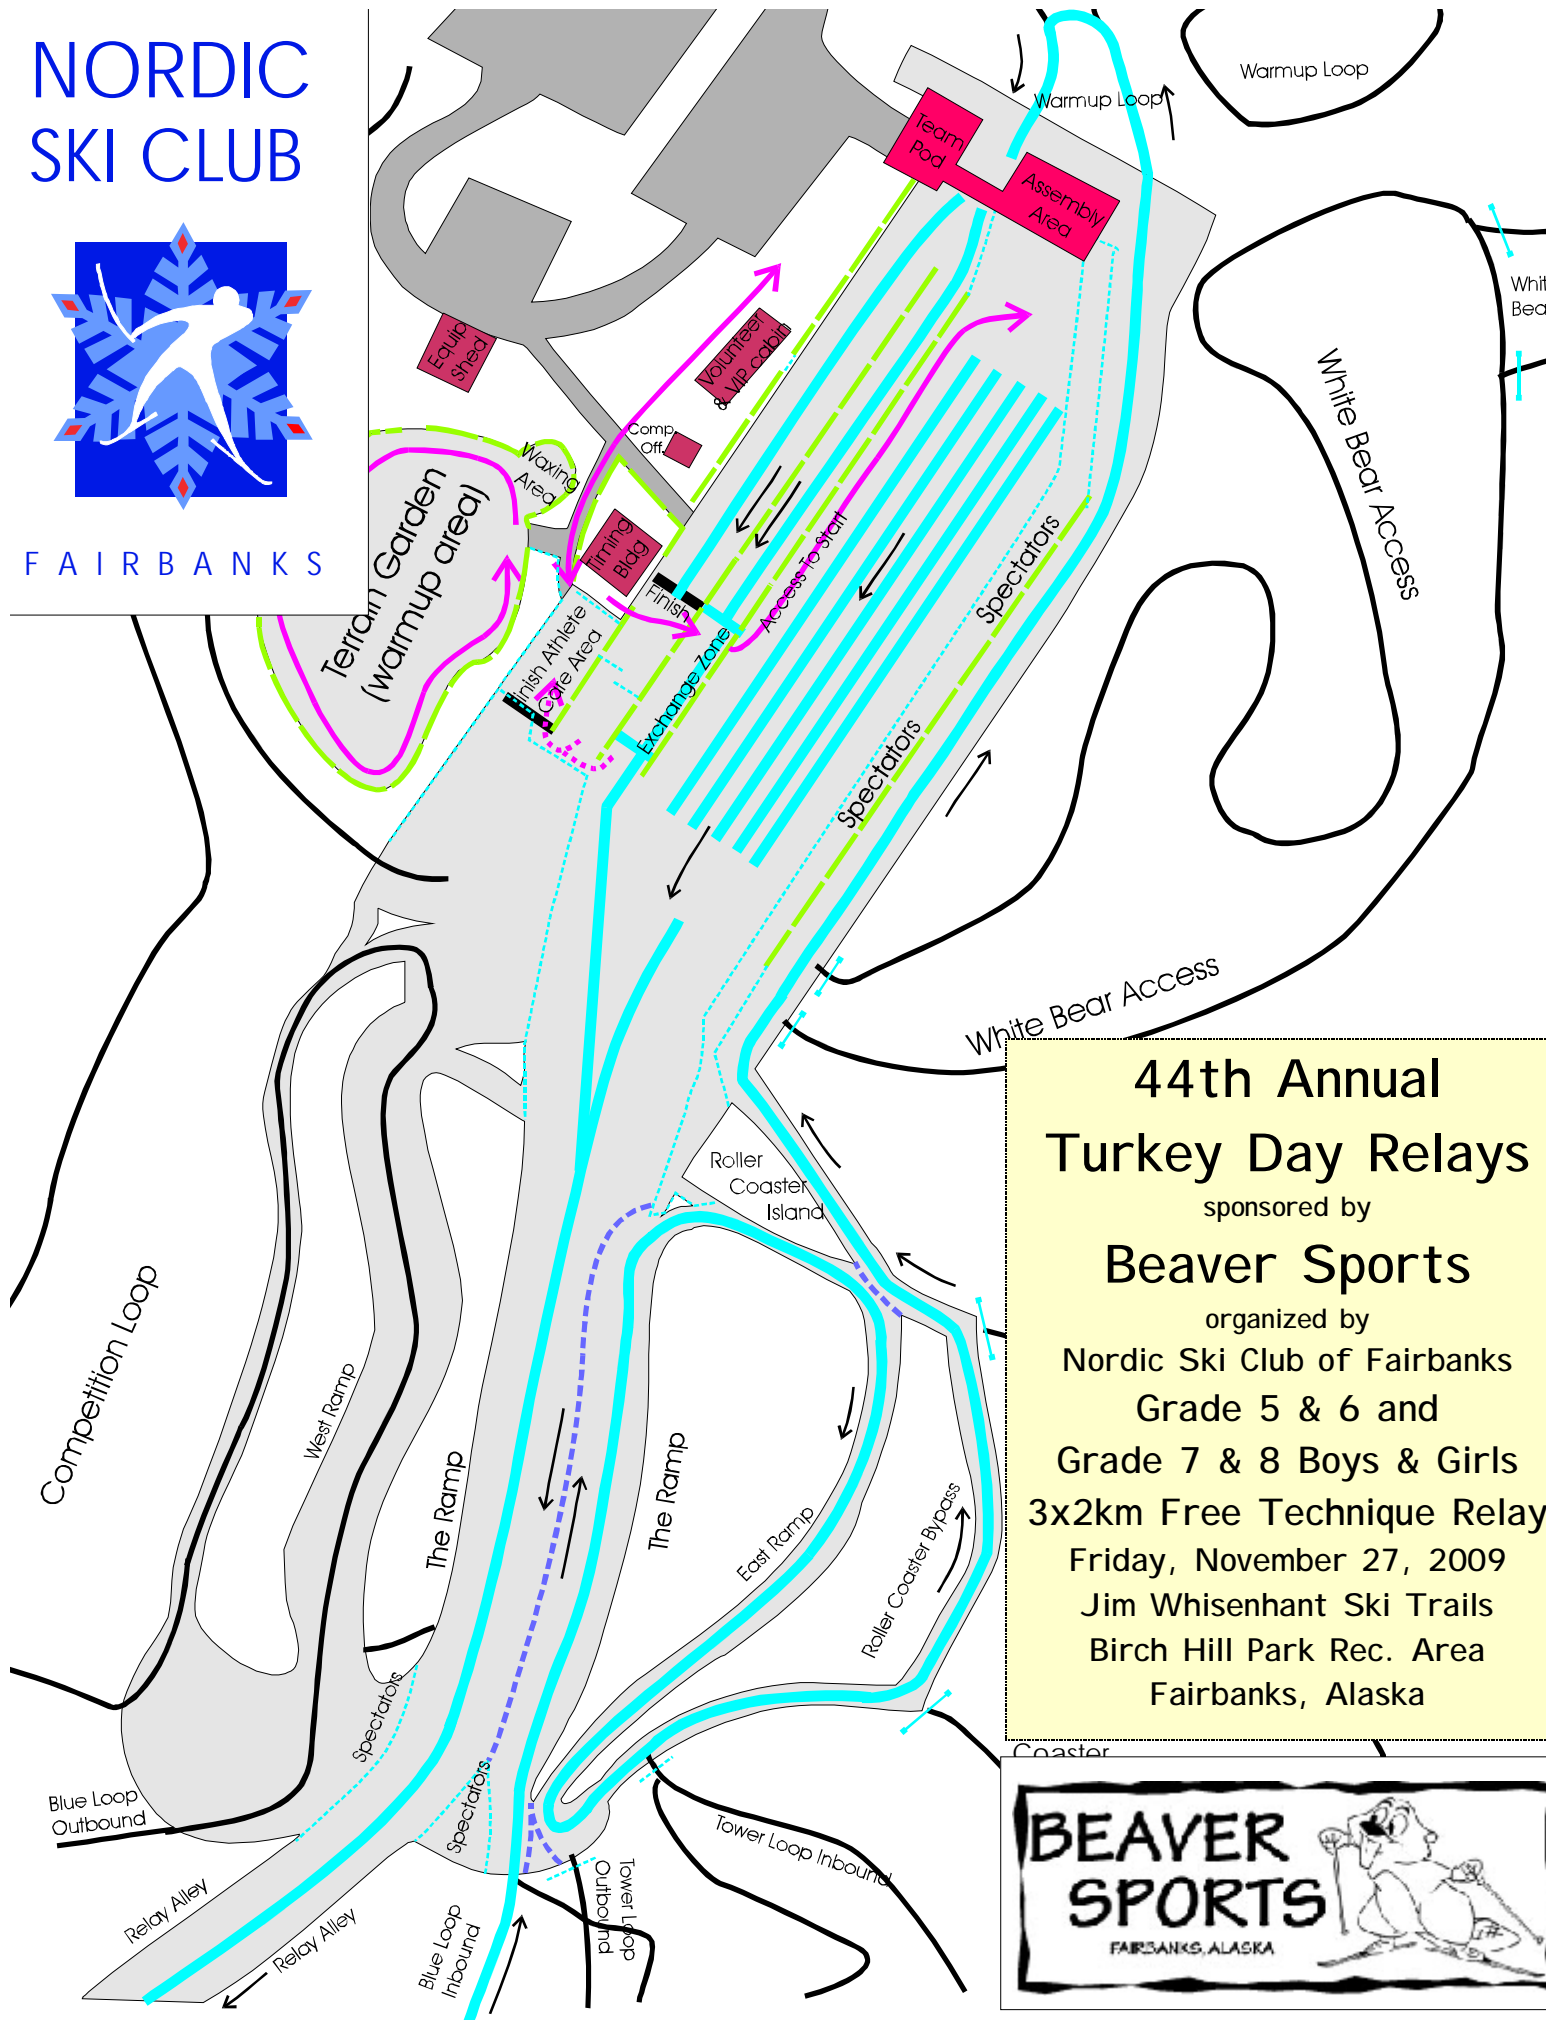 NORDIC
SKI CLUB
FAIRBANKS
Warmup Loop
Warmup Loop
Team
Pod
Assembly
Area
Equip
Shed
Volunteer
& VIP cabin
Comp
Off.
Waxing
Area
Terrain Garden
(warmup area)
Timing
Bldg
Finish
Finish Athlete
Care Area
Exchange Zone
Access To Start
Spectators
Spectators
White Bear Access
White Bear Access
Whit
Bea
Roller
Coaster
Island
Competition Loop
West Ramp
The Ramp
The Ramp
East Ramp
Roller Coaster Bypass
Spectators
Spectators
Blue Loop
Outbound
Relay Alley
Relay Alley
Blue Loop
Inbound
Tower Loop
Outbound
Tower Loop Inbound
Coaster
44th Annual
Turkey Day Relays
sponsored by
Beaver Sports
organized by
Nordic Ski Club of Fairbanks
Grade 5 & 6 and
Grade 7 & 8 Boys & Girls
3x2km Free Technique Relay
Friday, November 27, 2009
Jim Whisenhant Ski Trails
Birch Hill Park Rec. Area
Fairbanks, Alaska
BEAVER
SPORTS
FAIRBANKS, ALASKA